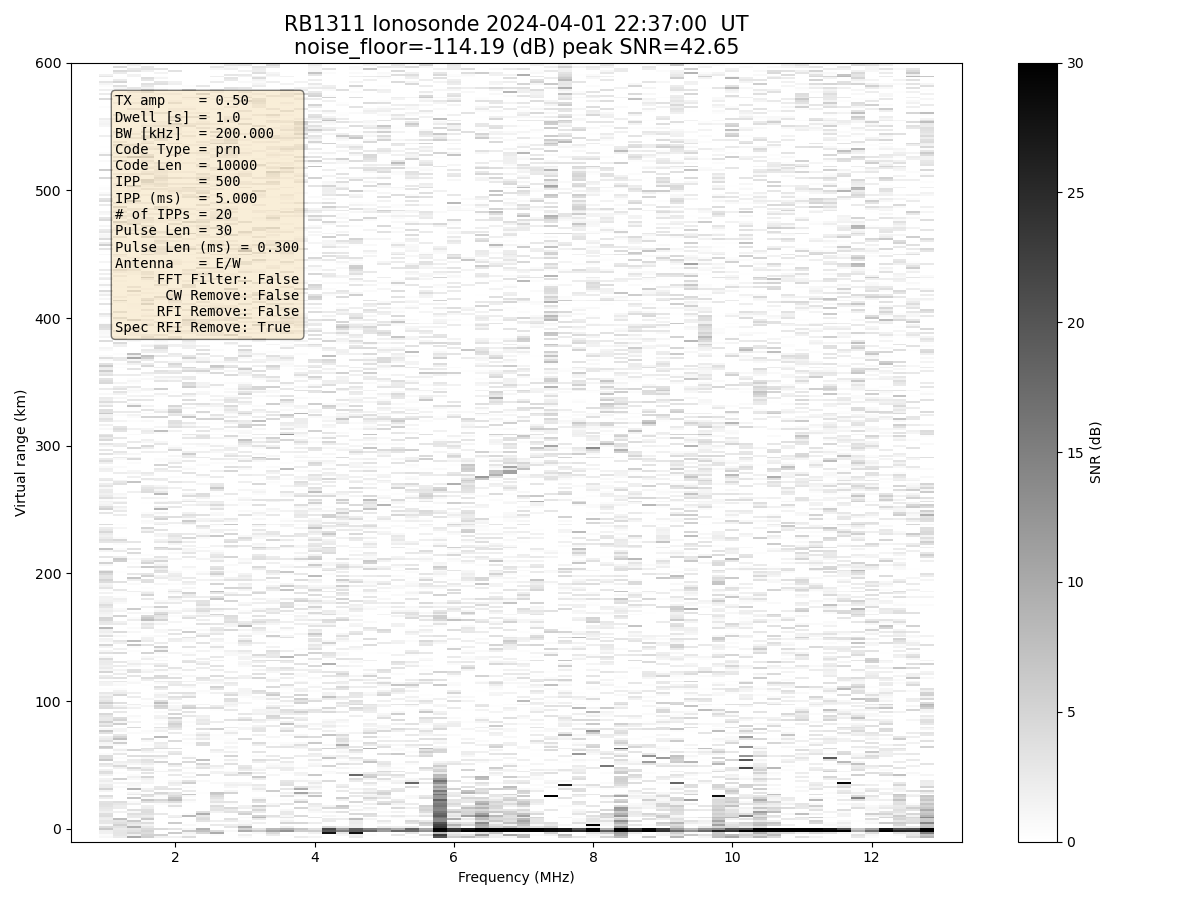 RB1311 Ionosonde 2024-04-01 22:37:00  UT
noise_floor=-114.19 (dB) peak SNR=42.65
600
500
400
300
200
100
0
Virtual range (km)
TX amp    = 0.50
Dwell [s] = 1.0
BW [kHz]  = 200.000
Code Type = prn
Code Len  = 10000
IPP       = 500
IPP (ms)  = 5.000
# of IPPs = 20
Pulse Len = 30
Pulse Len (ms) = 0.300
Antenna   = E/W
FFT Filter: False
CW Remove: False
RFI Remove: False
Spec RFI Remove: True
2 4 6 8 10 12
Frequency (MHz)
30
25
20
15
10
5
0
SNR (dB)